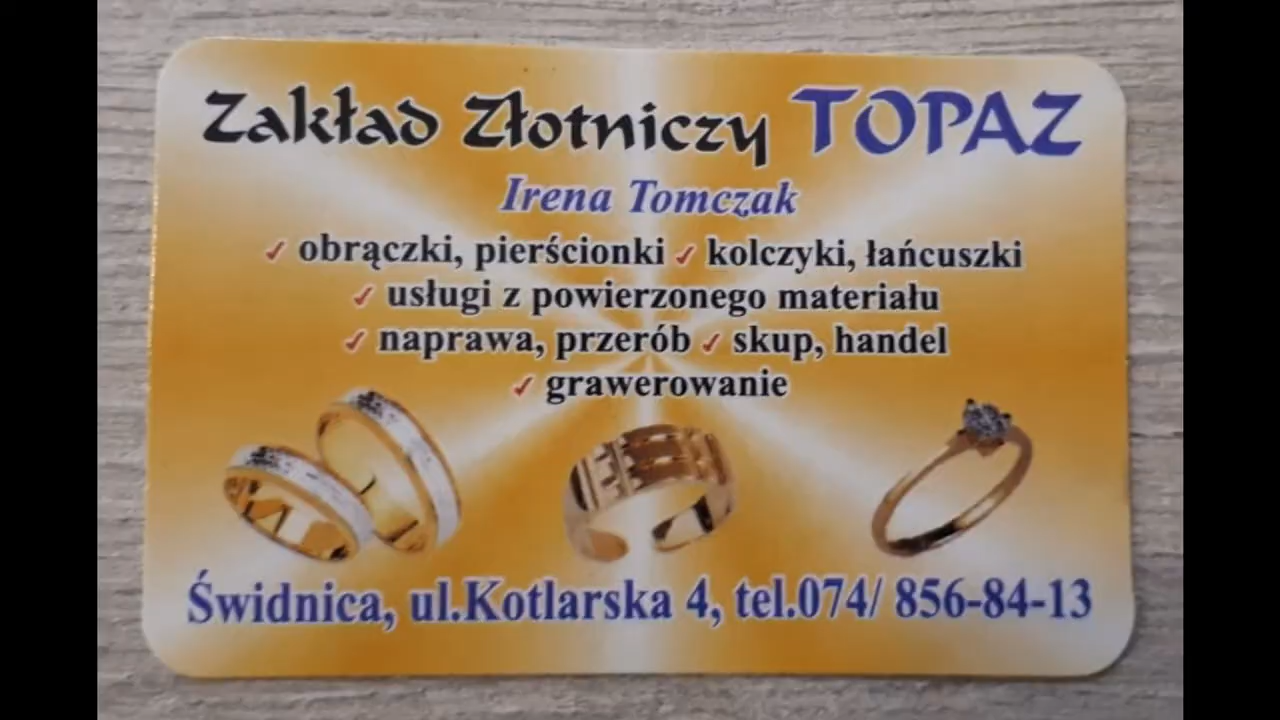 Zakład Złotniczy TOPAZ
Irena Tomczak
✓ obrączki, pierścionki ✓ kolczyki, łańcuszki
✓ usługi z powierzonego materiału
✓ naprawa, przerób ✓ skup, handel
✓ grawerowanie
Świdnica, ul.Kotlarska 4, tel.074/ 856-84-13